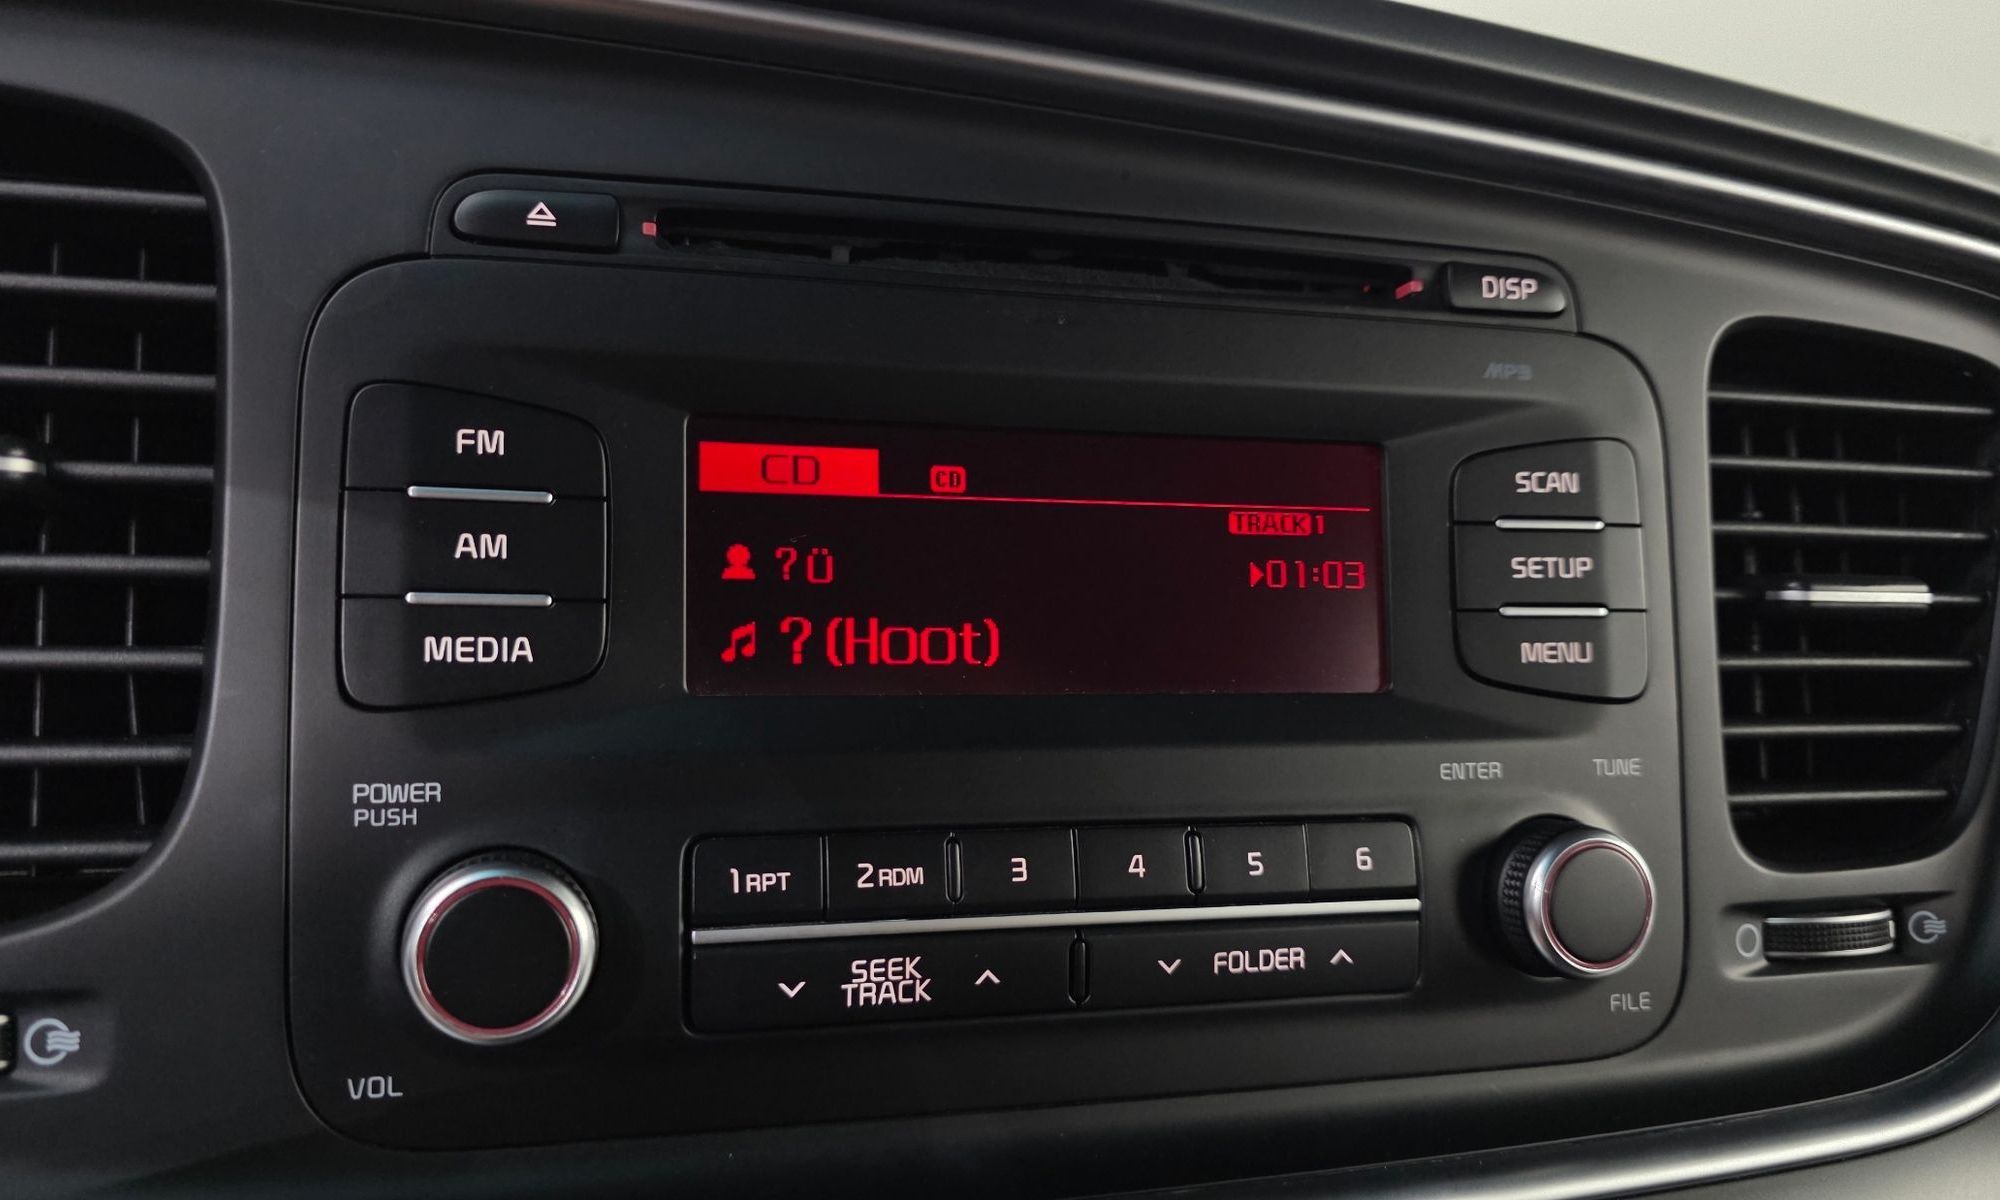 DISP
MP3
FM
AM
MEDIA
CD
CD
TRACK 1
?ü
01:03
?(Hoot)
SCAN
SETUP
MENU
POWER
PUSH
VOL
1 RPT
2 RDM
3
4
5
6
SEEK
TRACK
FOLDER
ENTER
TUNE
FILE